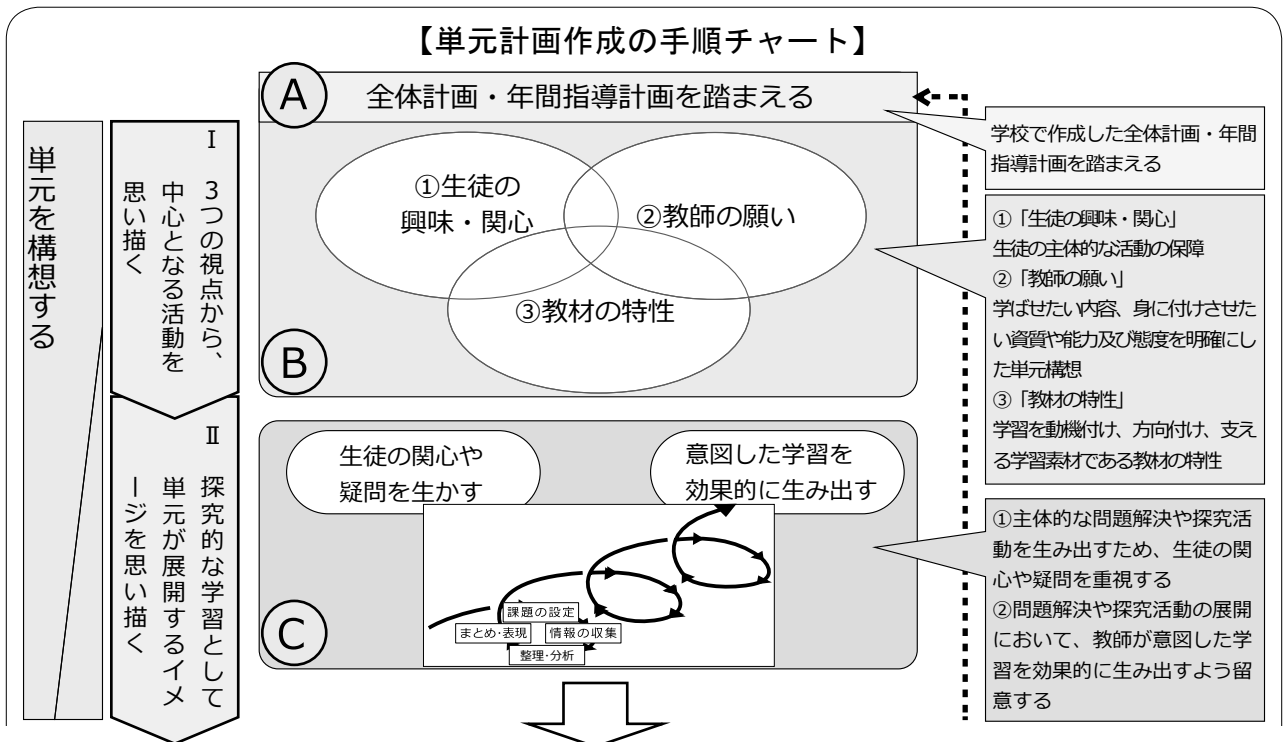 【単元計画作成の手順チャート】
A
全体計画・年間指導計画を踏まえる
学校で作成した全体計画・年間
指導計画を踏まえる
単元を構想する
Ⅰ 3つの視点から、
中心となる活動を
思い描く
①生徒の
興味・関心
②教師の願い
③教材の特性
B
①「生徒の興味・関心」
生徒の主体的な活動の保障
②「教師の願い」
学ばせたい内容、身に付けさせた
い資質や能力及び態度を明確にし
た単元構想
③「教材の特性」
学習を動機付け、方向付け、支え
る学習素材である教材の特性
Ⅱ 探究的な学習として
単元が展開するイメ
ージを思い描く
生徒の関心や
疑問を生かす
意図した学習を
効果的に生み出す
課題の設定
まとめ・表現
情報の収集
整理・分析
C
①主体的な問題解決や探究活
動を生み出すため、生徒の関
心や疑問を重視する
②問題解決や探究活動の展開
において、教師が意図した学
習を効果的に生み出すよう留
意する